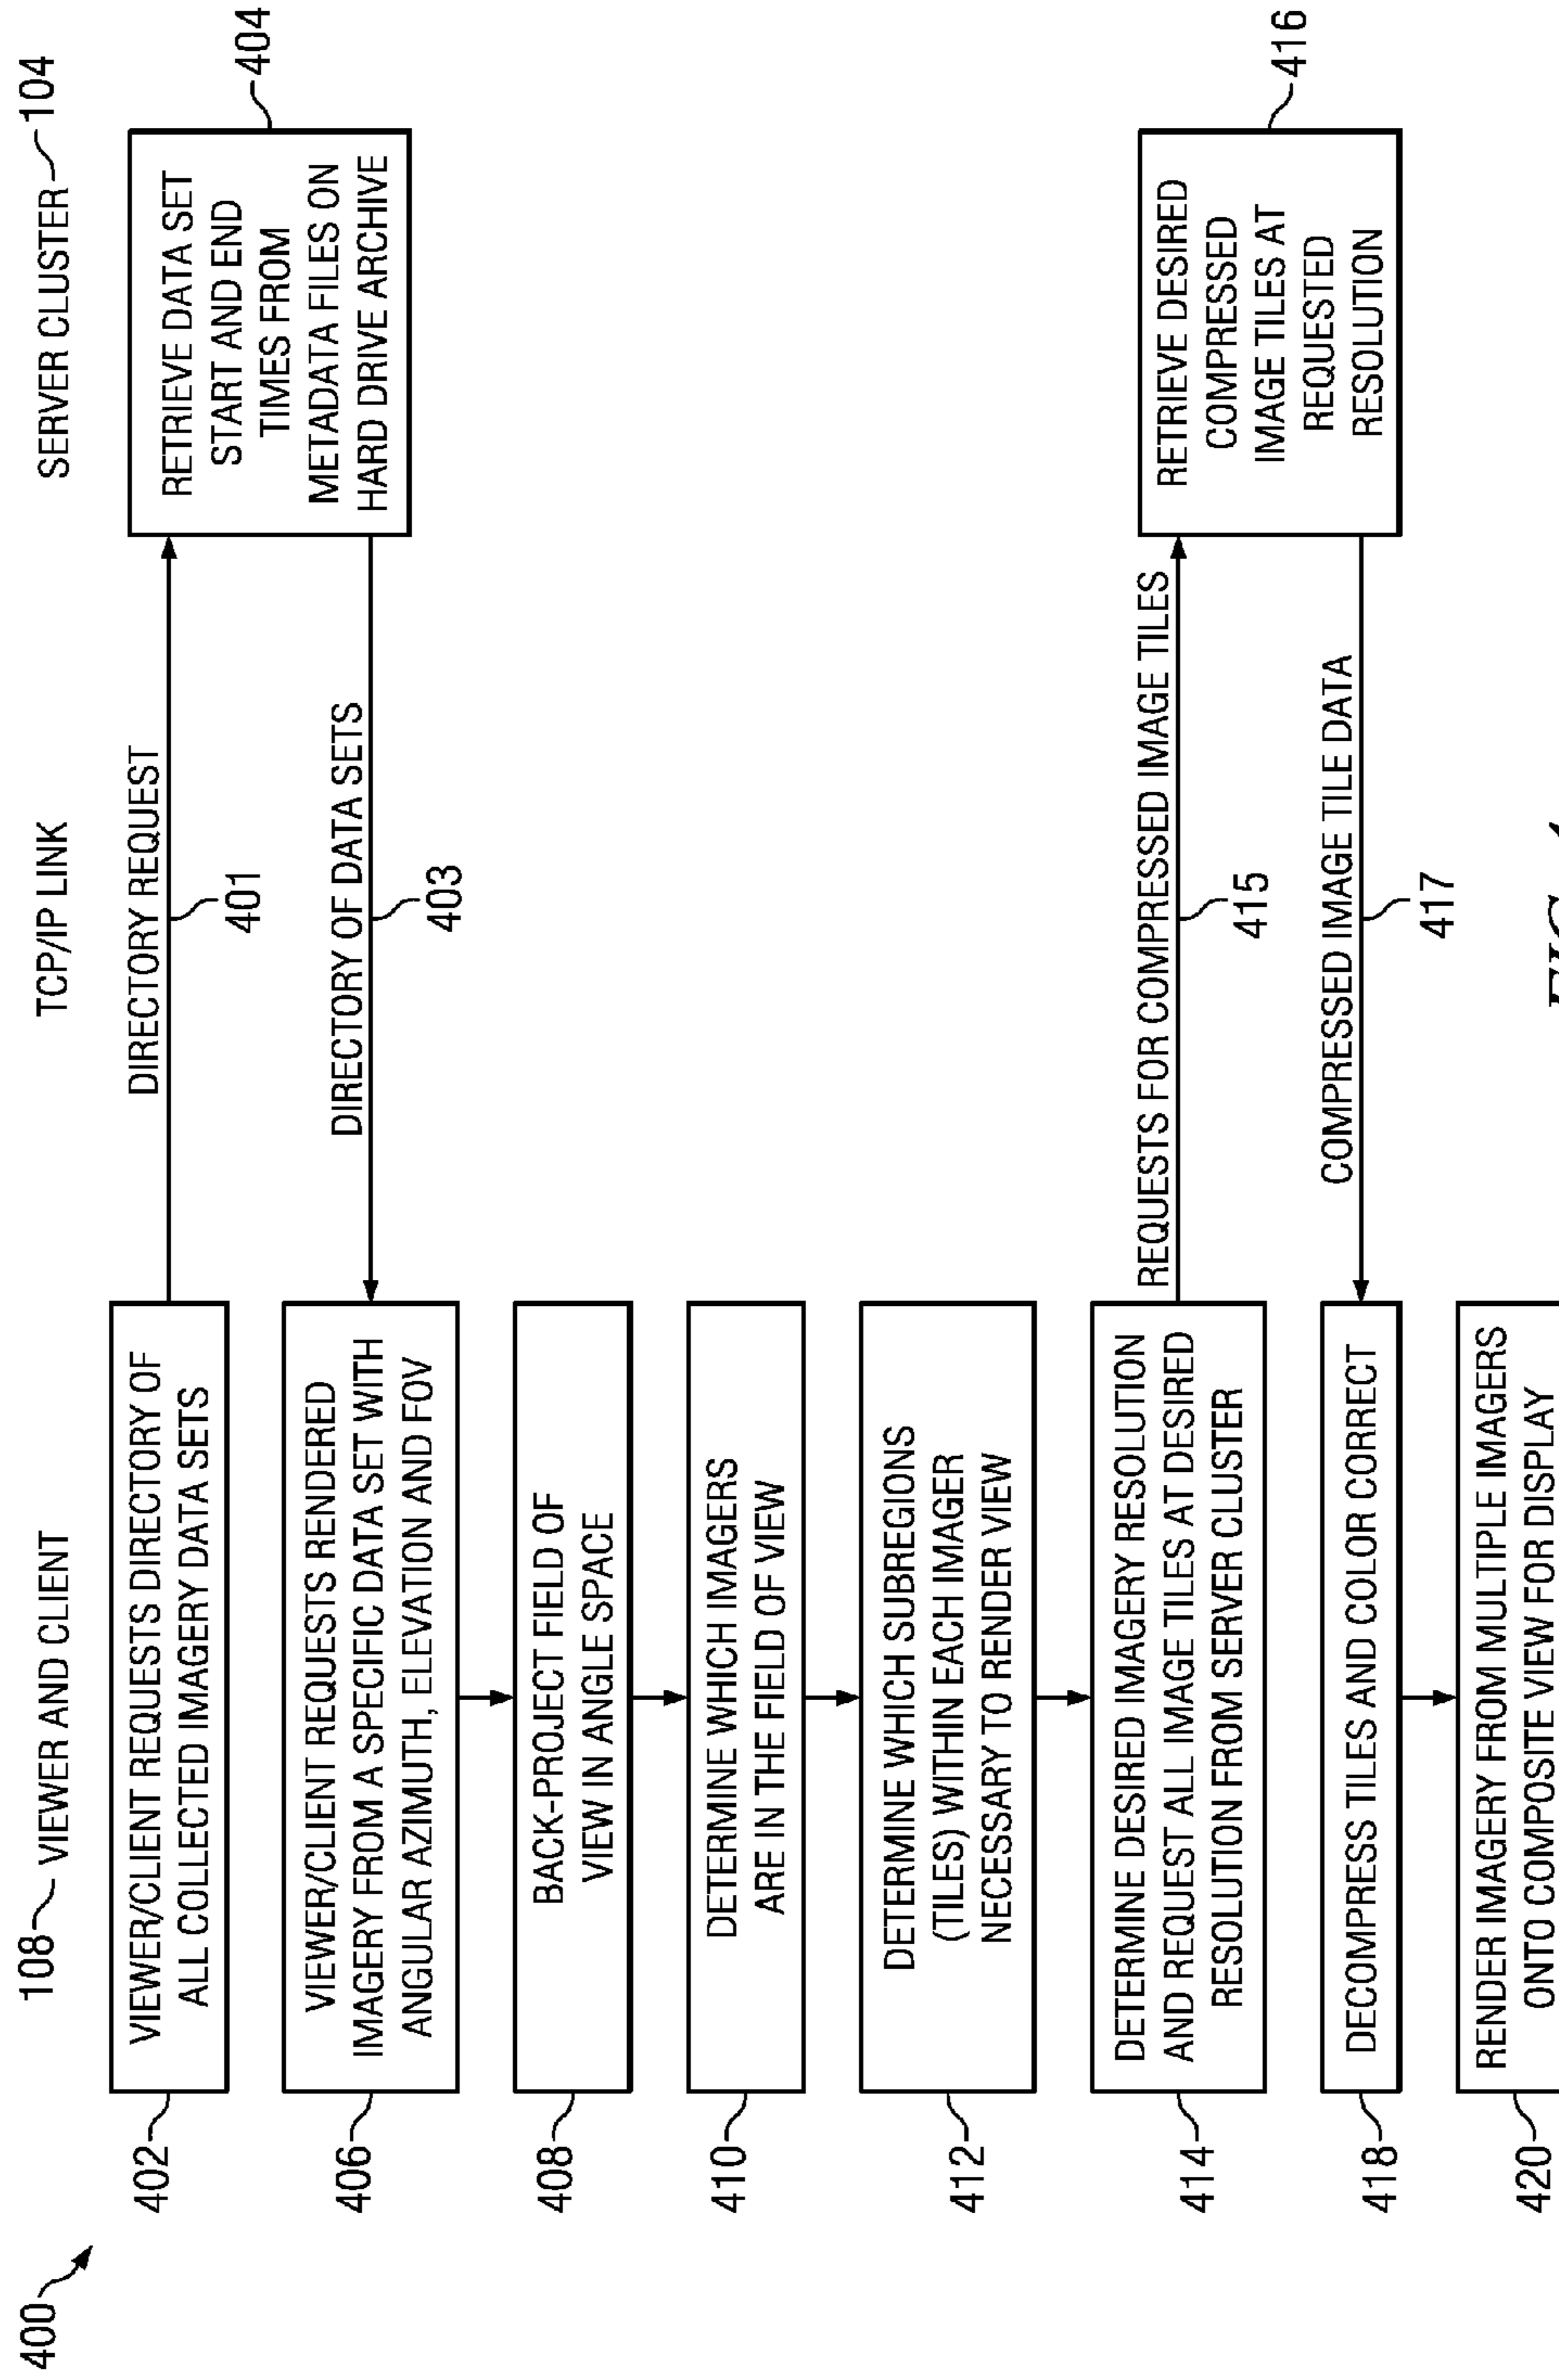 400
108 VIEWER AND CLIENT
TCP/IP LINK
SERVER CLUSTER 104
402
VIEWER/CLIENT REQUESTS DIRECTORY OF
ALL COLLECTED IMAGERY DATA SETS
DIRECTORY REQUEST
401
RETRIEVE DATA SET
START AND END
TIMES FROM
METADATA FILES ON
HARD DRIVE ARCHIVE
404
DIRECTORY OF DATA SETS
403
406
VIEWER/CLIENT REQUESTS RENDERED
IMAGERY FROM A SPECIFIC DATA SET WITH
ANGULAR AZIMUTH, ELEVATION AND FOV
408
BACK-PROJECT FIELD OF
VIEW IN ANGLE SPACE
410
DETERMINE WHICH IMAGERS
ARE IN THE FIELD OF VIEW
412
DETERMINE WHICH SUBREGIONS
(TILES) WITHIN EACH IMAGER
NECESSARY TO RENDER VIEW
414
DETERMINE DESIRED IMAGERY RESOLUTION
AND REQUEST ALL IMAGE TILES AT DESIRED
RESOLUTION FROM SERVER CLUSTER
REQUESTS FOR COMPRESSED IMAGE TILES
415
RETRIEVE DESIRED
COMPRESSED
IMAGE TILES AT
REQUESTED
RESOLUTION
416
COMPRESSED IMAGE TILE DATA
417
418
DECOMPRESS TILES AND COLOR CORRECT
420
RENDER IMAGERY FROM MULTIPLE IMAGERS
ONTO COMPOSITE VIEW FOR DISPLAY